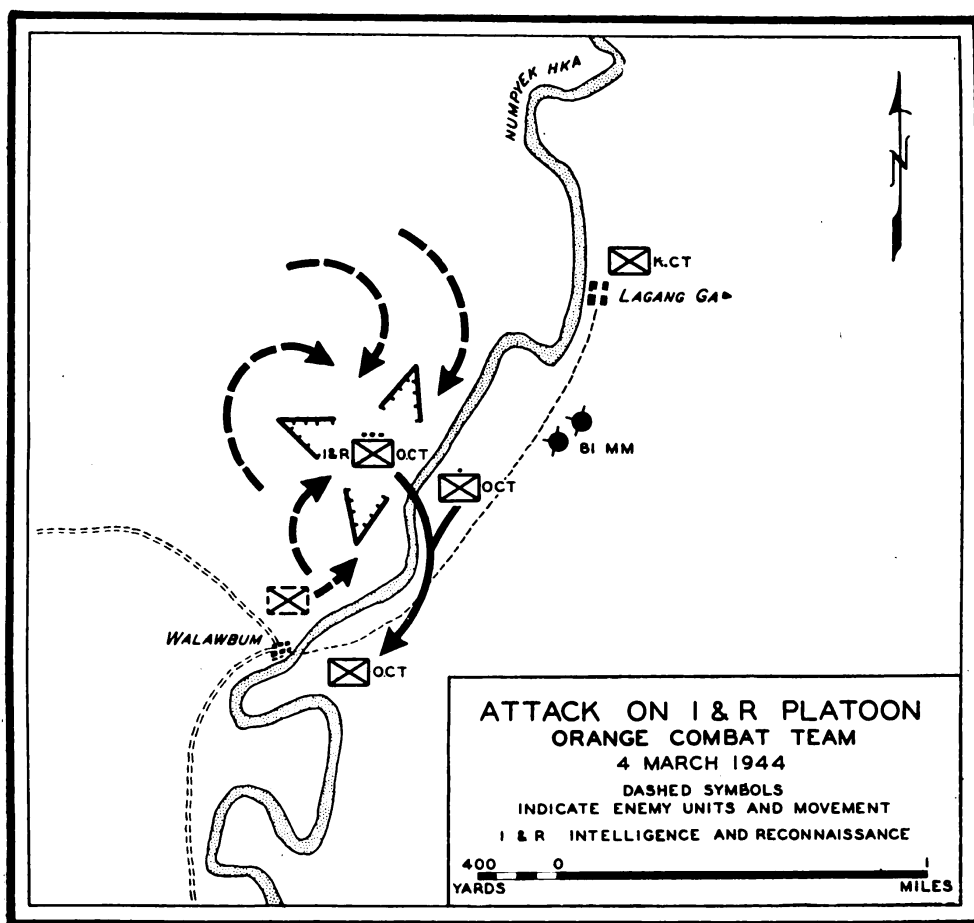 NUMPYEK HKA
N
K.CT
LAGANG GA
81 MM
I&R O.CT
OCT
WALAWBUM
O.CT
ATTACK ON I & R PLATOON
ORANGE COMBAT TEAM
4 MARCH 1944
DASHED SYMBOLS
INDICATE ENEMY UNITS AND MOVEMENT
I & R INTELLIGENCE AND RECONNAISSANCE
400 0 1
YARDS MILES